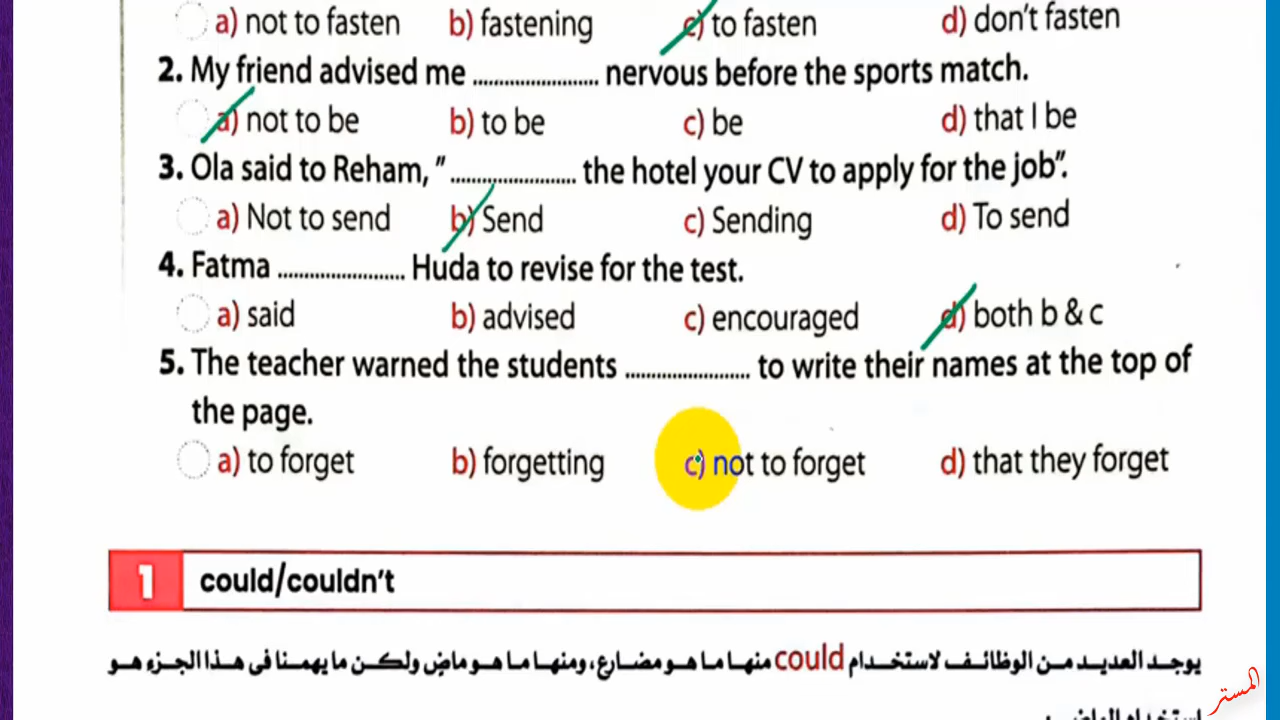 a) not to fasten b) fastening c) to fasten d) don't fasten
2. My friend advised me ........................ nervous before the sports match.
a) not to be b) to be c) be d) that I be
3. Ola said to Reham, " ........................ the hotel your CV to apply for the job".
a) Not to send b) Send c) Sending d) To send
4. Fatma ........................ Huda to revise for the test.
a) said b) advised c) encouraged d) both b & c
5. The teacher warned the students ........................ to write their names at the top of
the page.
a) to forget b) forgetting c) not to forget d) that they forget
1 could/couldn't
يوجد العديد من الوظائف لاستخدام could منها ما هو مضارع، ومنها ما هو ماضٍ ولكن ما يهمنا فى هذا الجزء هو
المستر